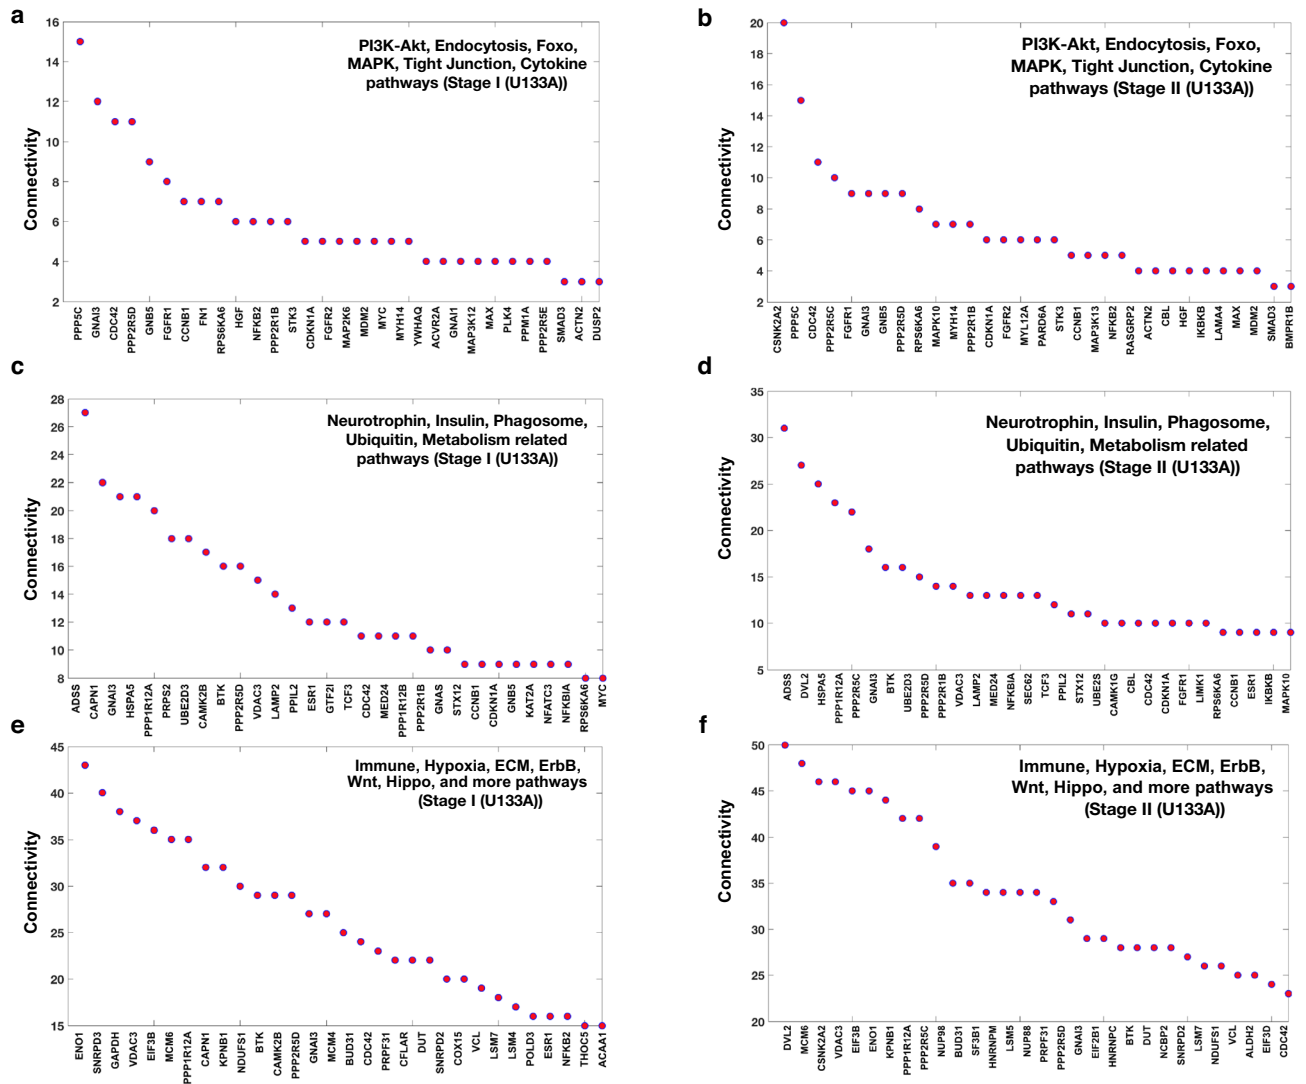 a
PI3K-Akt, Endocytosis, Foxo,
MAPK, Tight Junction, Cytokine
pathways (Stage I (U133A))
Connectivity
16
14
12
10
8
6
4
2
PPP5C GNAI3 CDC42 PPP2R5D GNB5 FGFR1 CCNB1 FN1 RPS6KA6 HGF NFKB2 PPP2R1B STK3 CDKN1A FGFR2 MAP2K6 MDM2 MYC MYH14 YWHAQ ACVR2A GNAI1 MAP3K12 MAX PLK4 PPM1A PPP2R5E SMAD3 ACTN2 DUSP2
b
PI3K-Akt, Endocytosis, Foxo,
MAPK, Tight Junction, Cytokine
pathways (Stage II (U133A))
Connectivity
20
18
16
14
12
10
8
6
4
2
CSNK2A2 PPP5C CDC42 PPP2R5C FGFR1 GNAI3 GNB5 PPP2R5D RPS6KA6 MAPK10 MYH14 PPP2R1B CDKN1A FGFR2 MYL12A PARD6A STK3 CCNB1 MAP3K13 NFKB2 RASGRP2 ACTN2 CBL HGF IKBKB LAMA4 MAX MDM2 SMAD3 BMPR1B
c
Neurotrophin, Insulin, Phagosome,
Ubiquitin, Metabolism related
pathways (Stage I (U133A))
Connectivity
28
26
24
22
20
18
16
14
12
10
8
ADSS CAPN1 GNAI3 HSPA5 PPP1R12A PRPS2 UBE2D3 CAMK2B BTK PPP2R5D VDAC3 LAMP2 PPIL2 ESR1 GTF2I TCF3 CDC42 MED24 PPP1R12B PPP2R1B GNAS STX12 CCNB1 CDKN1A GNB5 KAT2A NFATC3 NFKBIA RPS6KA6 MYC
d
Neurotrophin, Insulin, Phagosome,
Ubiquitin, Metabolism related
pathways (Stage II (U133A))
Connectivity
35
30
25
20
15
10
5
ADSS DVL2 HSPA5 PPP1R12A PPP2R5C GNAI3 BTK UBE2D3 PPP2R5D PPP2R1B VDAC3 LAMP2 MED24 NFKBIA SEC62 TCF3 PPIL2 STX12 UBE2S CAMK1G CBL CDC42 CDKN1A FGFR1 LIMK1 RPS6KA6 CCNB1 ESR1 IKBKB MAPK10
e
Immune, Hypoxia, ECM, ErbB,
Wnt, Hippo, and more pathways
(Stage I (U133A))
Connectivity
45
40
35
30
25
20
15
ENO1 SNRPD3 GAPDH VDAC3 EIF3B MCM6 PPP1R12A CAPN1 KPNB1 NDUFS1 BTK CAMK2B PPP2R5D GNAI3 MCM4 BUD31 CDC42 PRPF31 CFLAR DUT SNRPD2 COX15 VCL LSM7 LSM4 POLD3 ESR1 NFKB2 THOC5 ACAA1
f
Immune, Hypoxia, ECM, ErbB,
Wnt, Hippo, and more pathways
(Stage II (U133A))
Connectivity
50
45
40
35
30
25
20
DVL2 MCM6 CSNK2A2 VDAC3 EIF3B ENO1 KPNB1 PPP1R12A PPP2R5C NUP98 BUD31 SF3B1 HNRNPM LSM5 NUP88 PRPF31 PPP2R5D GNAI3 EIF2B1 HNRNPC BTK DUT NCBP2 SNRPD2 LSM7 NDUFS1 VCL ALDH2 EIF3D CDC42